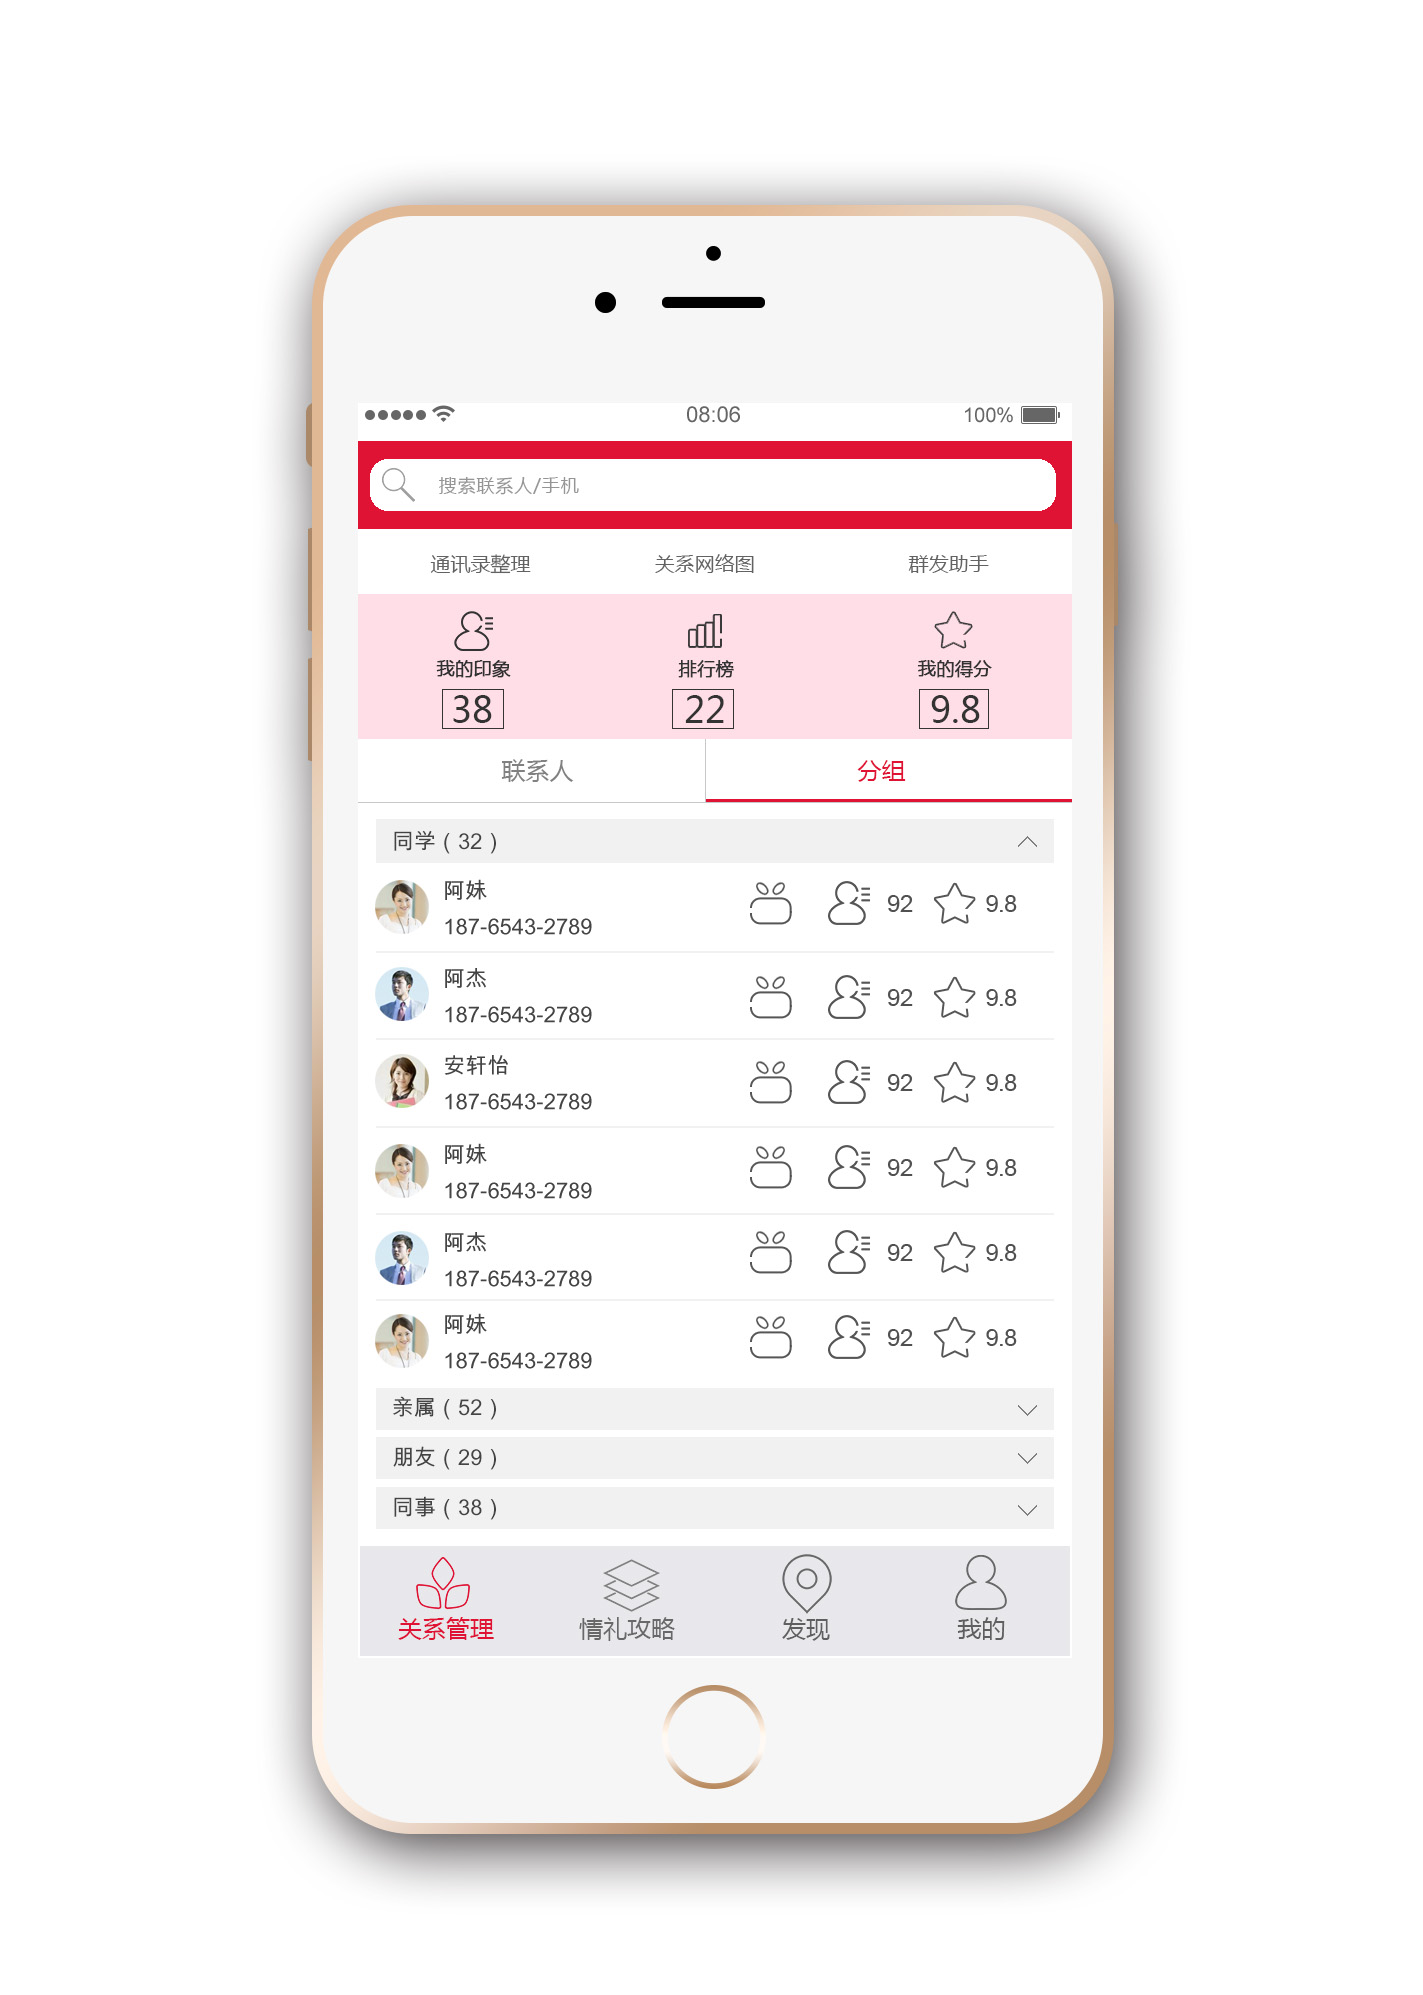 08:06 100%
搜索联系人/手机
通讯录整理 关系网络图 群发助手
我的印象 排行榜 我的得分
38 22 9.8
联系人 分组
同学（32）
阿妹
187-6543-2789 92 9.8
阿杰
187-6543-2789 92 9.8
安轩怡
187-6543-2789 92 9.8
阿妹
187-6543-2789 92 9.8
阿杰
187-6543-2789 92 9.8
阿妹
187-6543-2789 92 9.8
亲属（52）
朋友（29）
同事（38）
关系管理 情礼攻略 发现 我的